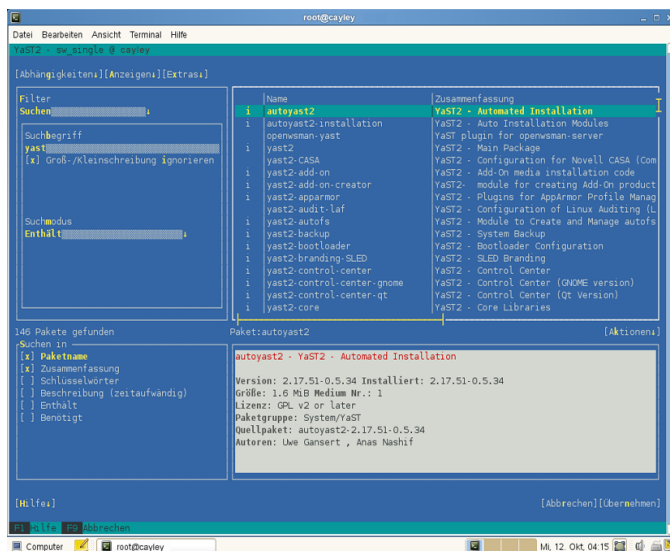 root@cayley
Datei Bearbeiten Ansicht Terminal Hilfe
YaST2 - sw_single @ cayley
[Abhängigkeiten↓][Anzeigen↓][Extras↓]
Filter
Suchen ↓
Suchbegriff
yast
[x] Groß-/Kleinschreibung ignorieren
Suchmodus
Enthält ↓
Name Zusammenfassung
i autoyast2 YaST2 - Automated Installation
i autoyast2-installation YaST2 - Auto Installation Modules
openwsman-yast YaST plugin for openwsman-server
i yast2 YaST2 - Main Package
yast2-CASA YaST2 - Configuration for Novell CASA (Com
i yast2-add-on YaST2 - Add-On media installation code
i yast2-add-on-creator YaST2- module for creating Add-On product
i yast2-apparmor YaST2 - Plugins for AppArmor Profile Manag
yast2-audit-laf YaST2 - Configuration of Linux Auditing (L
i yast2-autofs YaST2 - Module to Create and Manage autofs
i yast2-backup YaST2 - System Backup
i yast2-bootloader YaST2 - Bootloader Configuration
i yast2-branding-SLED YaST2 - SLED Branding
i yast2-control-center YaST2 - Control Center
i yast2-control-center-gnome YaST2 - Control Center (GNOME version)
i yast2-control-center-qt YaST2 - Control Center (Qt Version)
i yast2-core YaST2 - Core Libraries
146 Pakete gefunden
Paket:autoyast2 [Aktionen↓]
Suchen in
[x] Paketname
[x] Zusammenfassung
[ ] Schlüsselwörter
[ ] Beschreibung (zeitaufwändig)
[ ] Enthält
[ ] Benötigt
autoyast2 - YaST2 - Automated Installation
Version: 2.17.51-0.5.34 Installiert: 2.17.51-0.5.34
Größe: 1.6 MiB Medium Nr.: 1
Lizenz: GPL v2 or later
Paketgruppe: System/YaST
Quellpaket: autoyast2-2.17.51-0.5.34
Autoren: Uwe Gansert , Anas Nashif
[Hilfe↓] [Abbrechen][Übernehmen]
F1 Hilfe F9 Abbrechen
Computer root@cayley Mi, 12. Okt, 04:15